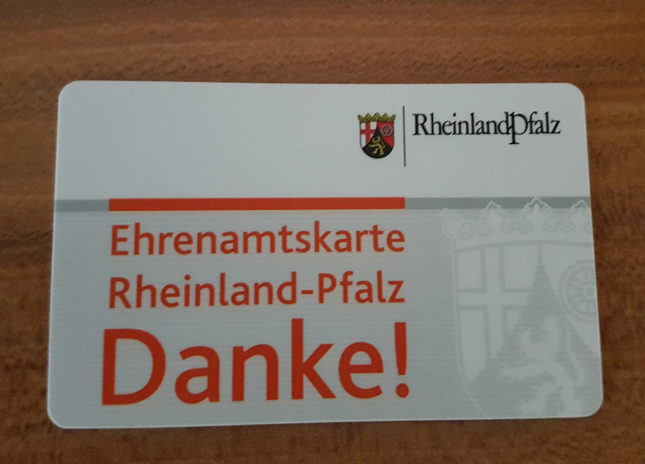 RheinlandPfalz
Ehrenamtskarte
Rheinland-Pfalz
Danke!